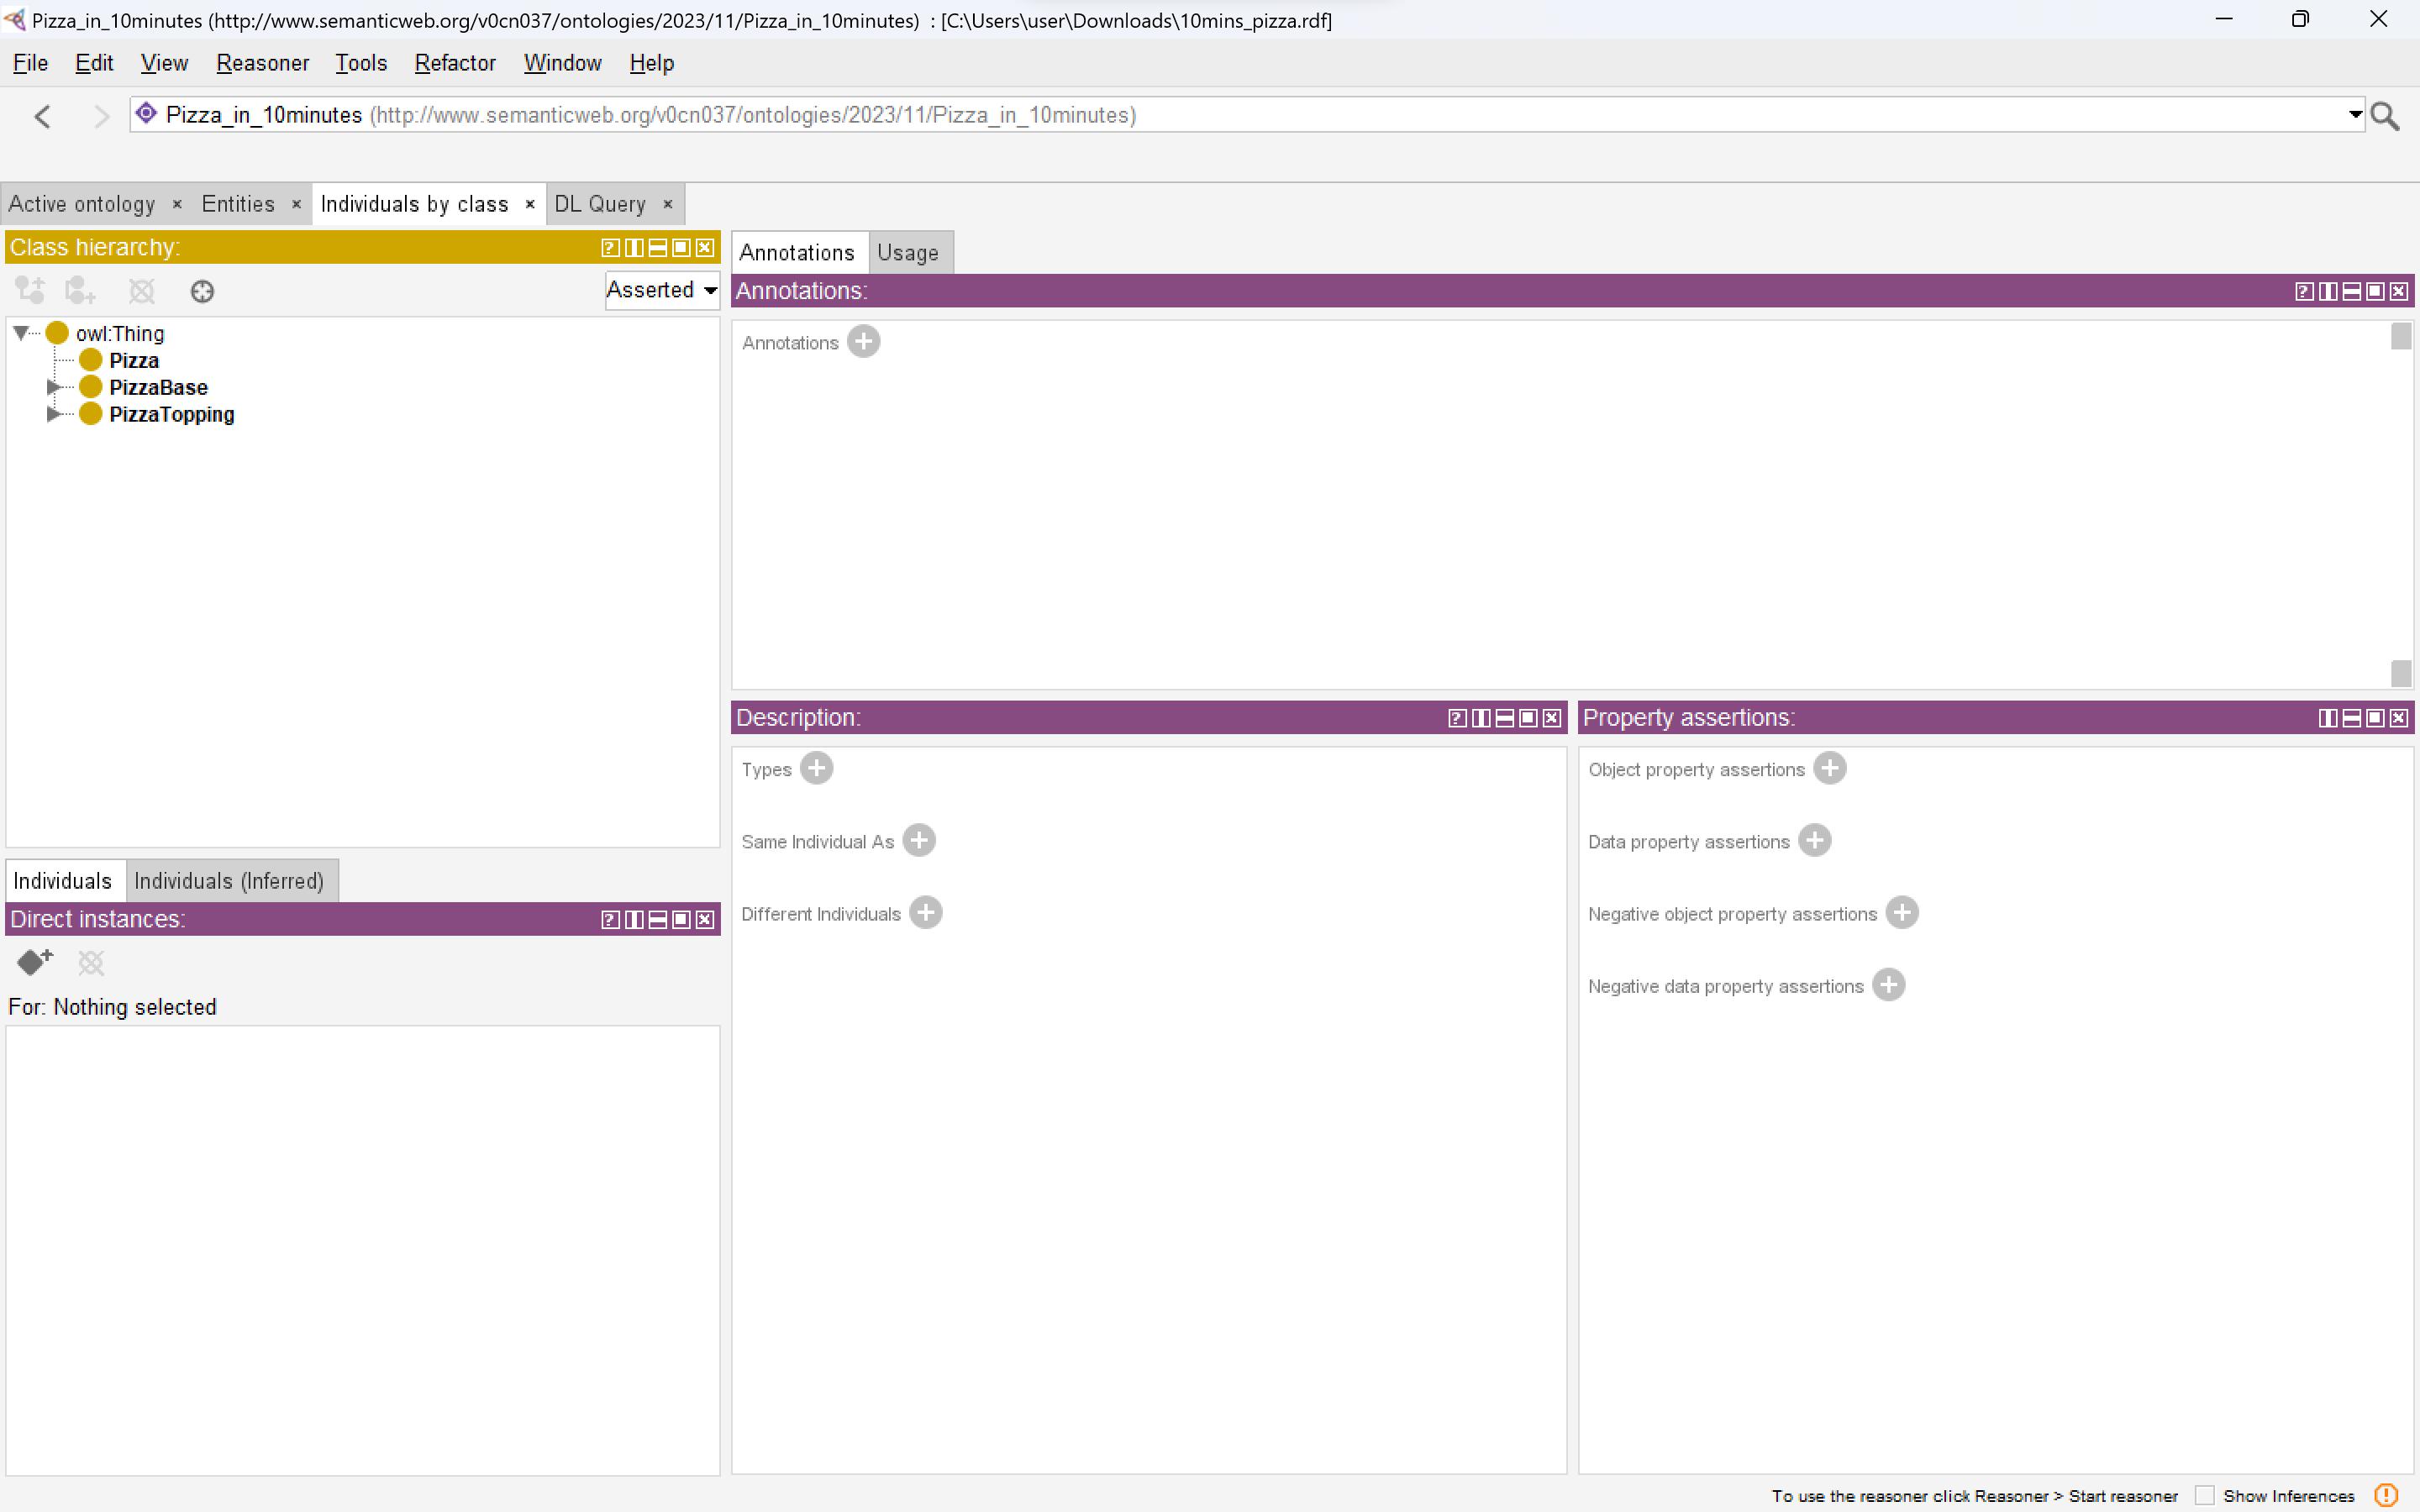 Pizza_in_10minutes (http://www.semanticweb.org/v0cn037/ontologies/2023/11/Pizza_in_10minutes) : [C:\Users\user\Downloads\10mins_pizza.rdf]
File Edit View Reasoner Tools Refactor Window Help
Pizza_in_10minutes (http://www.semanticweb.org/v0cn037/ontologies/2023/11/Pizza_in_10minutes)
Active ontology × Entities × Individuals by class × DL Query ×
Class hierarchy:
Asserted
owl:Thing
Pizza
PizzaBase
PizzaTopping
Individuals Individuals (Inferred)
Direct instances:
For: Nothing selected
Annotations Usage
Annotations:
Annotations
Description:
Types
Same Individual As
Different Individuals
Property assertions:
Object property assertions
Data property assertions
Negative object property assertions
Negative data property assertions
To use the reasoner click Reasoner > Start reasoner Show Inferences